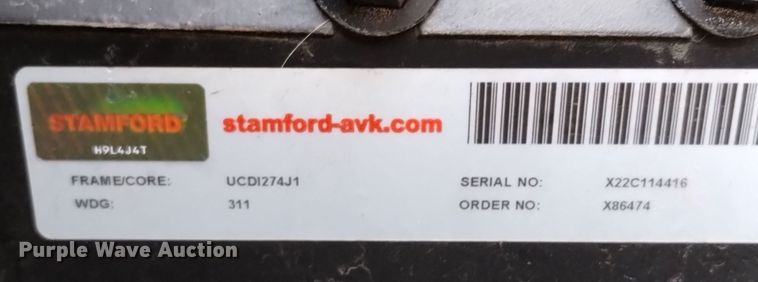 STAMFORD
H9L4J4T
stamford-avk.com
FRAME/CORE: UCDI274J1 SERIAL NO: X22C114416
WDG: 311 ORDER NO: X86474
Purple Wave Auction